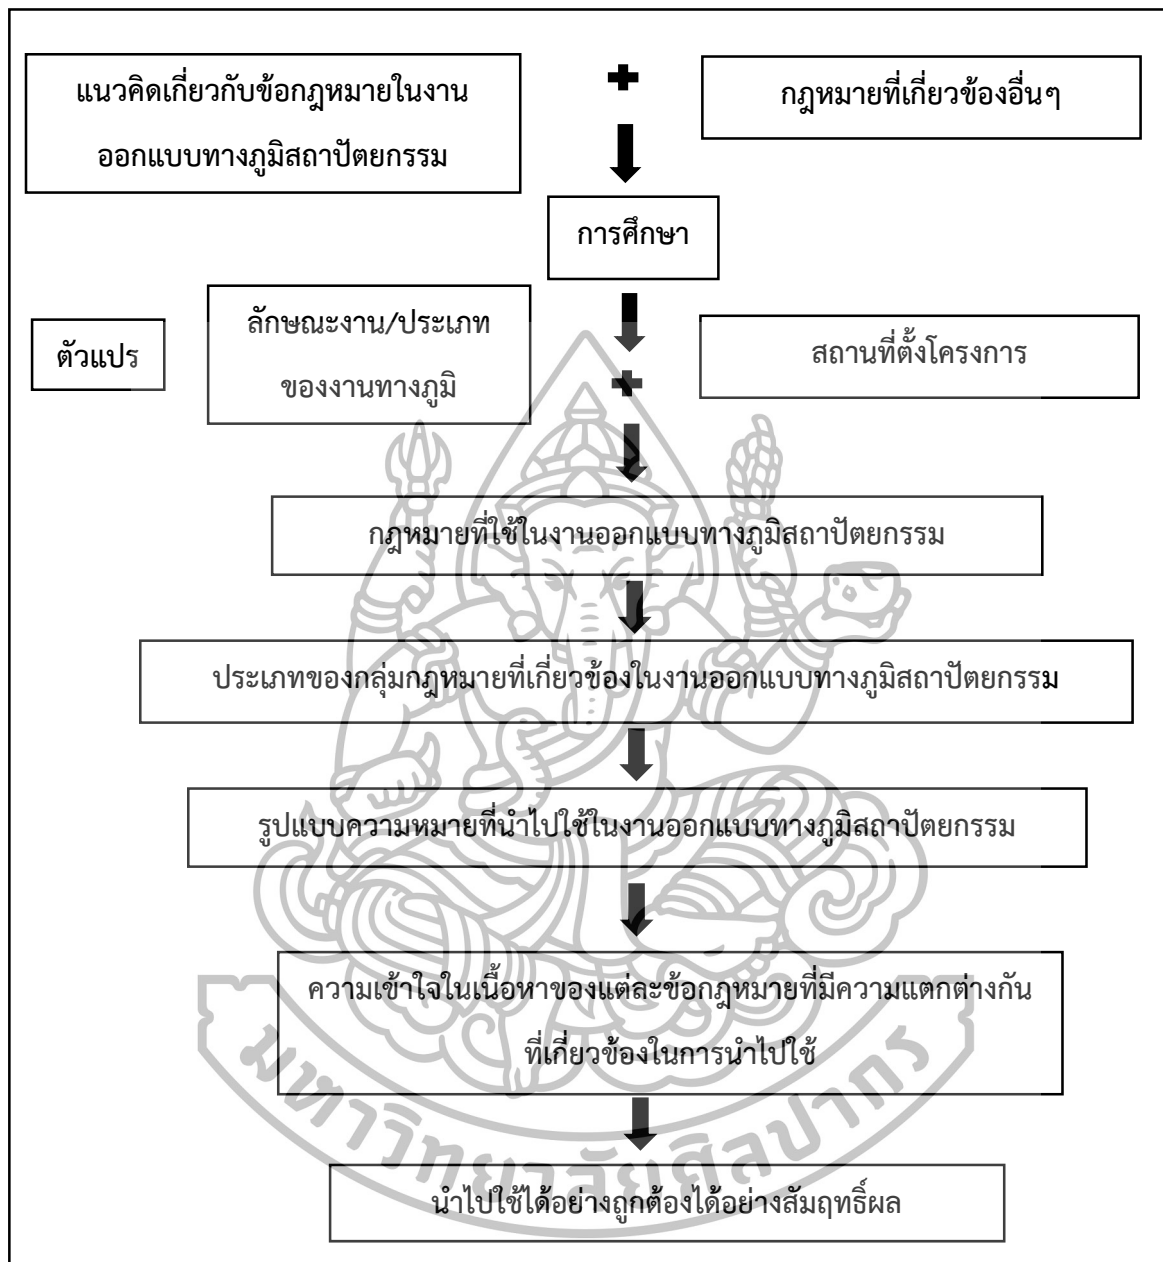 แนวคิดเกี่ยวกับข้อกฎหมายในงาน
ออกแบบทางภูมิสถาปัตยกรรม
กฎหมายที่เกี่ยวข้องอื่นๆ
การศึกษา
ตัวแปร
ลักษณะงาน/ประเภท
ของงานทางภูมิ
สถานที่ตั้งโครงการ
กฎหมายที่ใช้ในงานออกแบบทางภูมิสถาปัตยกรรม
ประเภทของกลุ่มกฎหมายที่เกี่ยวข้องในงานออกแบบทางภูมิสถาปัตยกรรม
รูปแบบความหมายที่นำไปใช้ในงานออกแบบทางภูมิสถาปัตยกรรม
ความเข้าใจในเนื้อหาของแต่ละข้อกฎหมายที่มีความแตกต่างกัน
ที่เกี่ยวข้องในการนำไปใช้
นำไปใช้ได้อย่างถูกต้องได้อย่างสัมฤทธิ์ผล
มหาวิทยาลัยศิลปากร